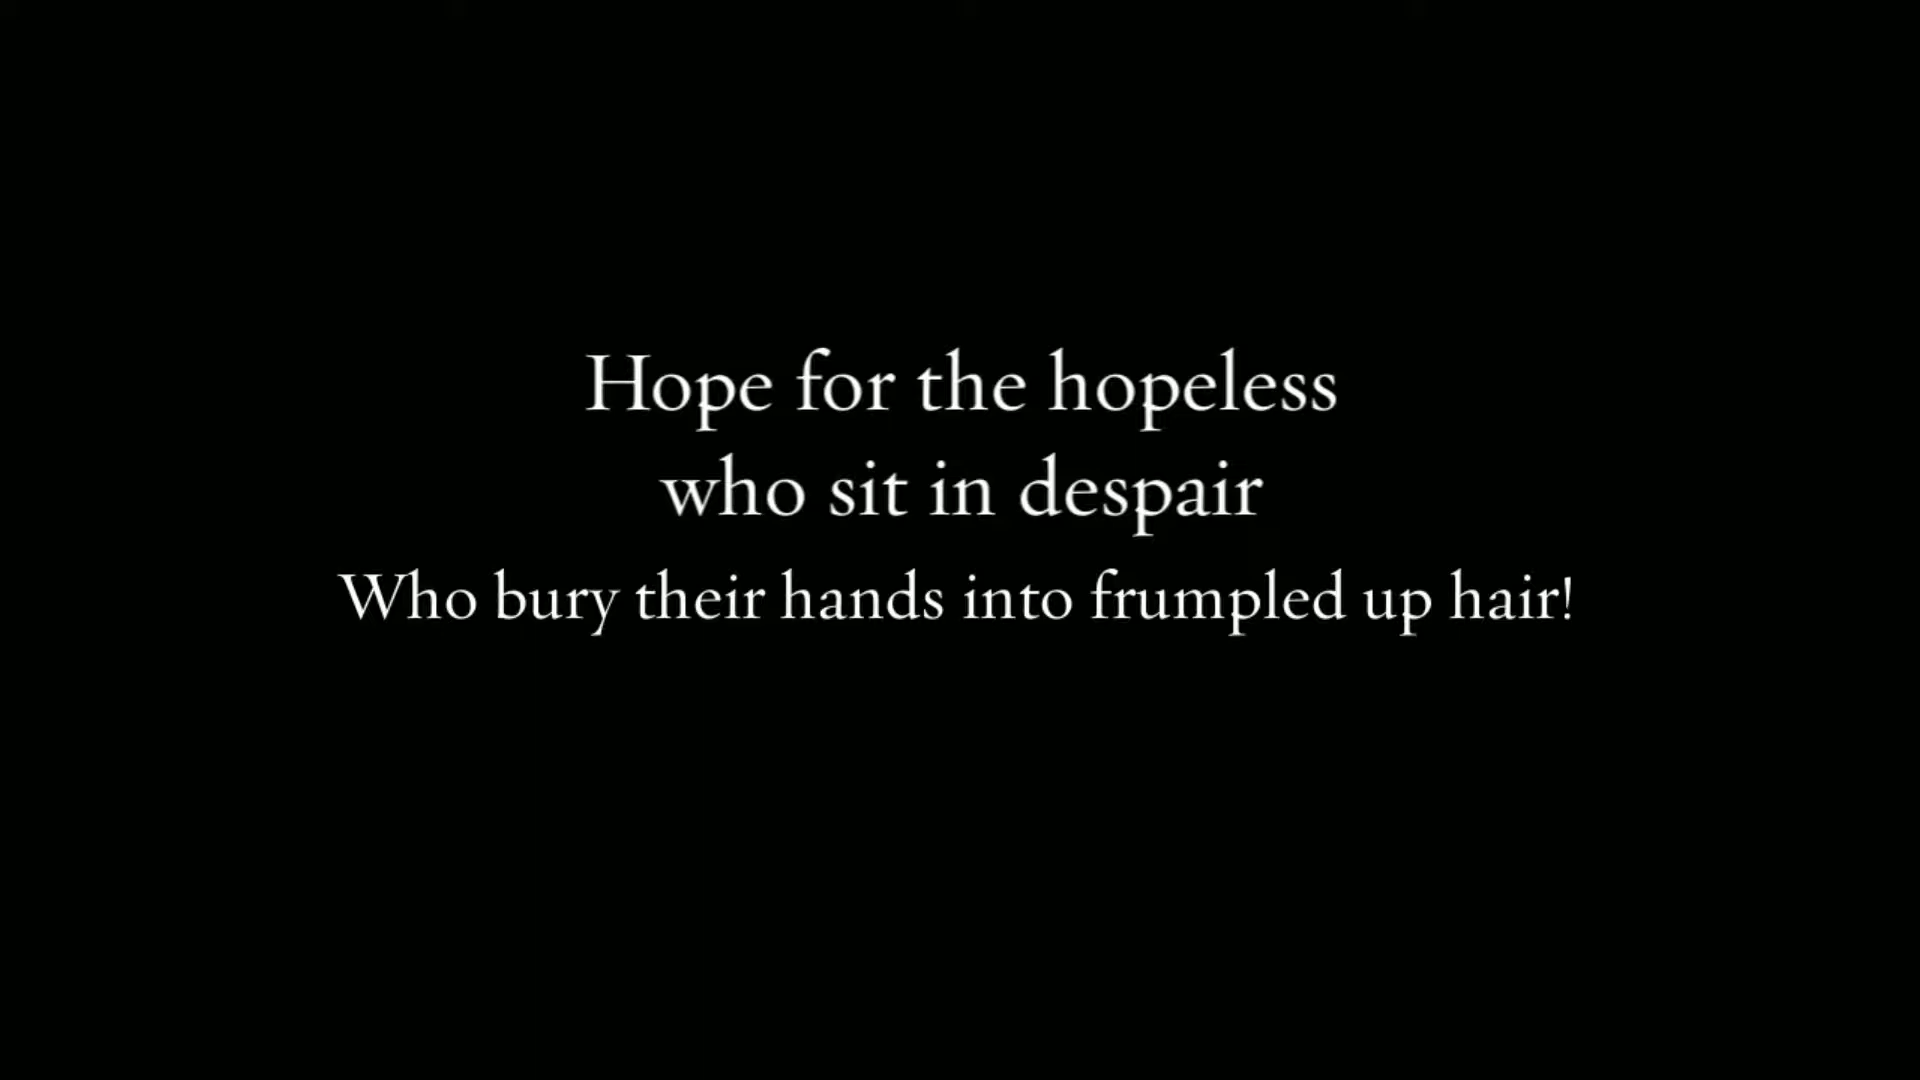 Hope for the hopeless
who sit in despair
Who bury their hands into frumpled up hair!